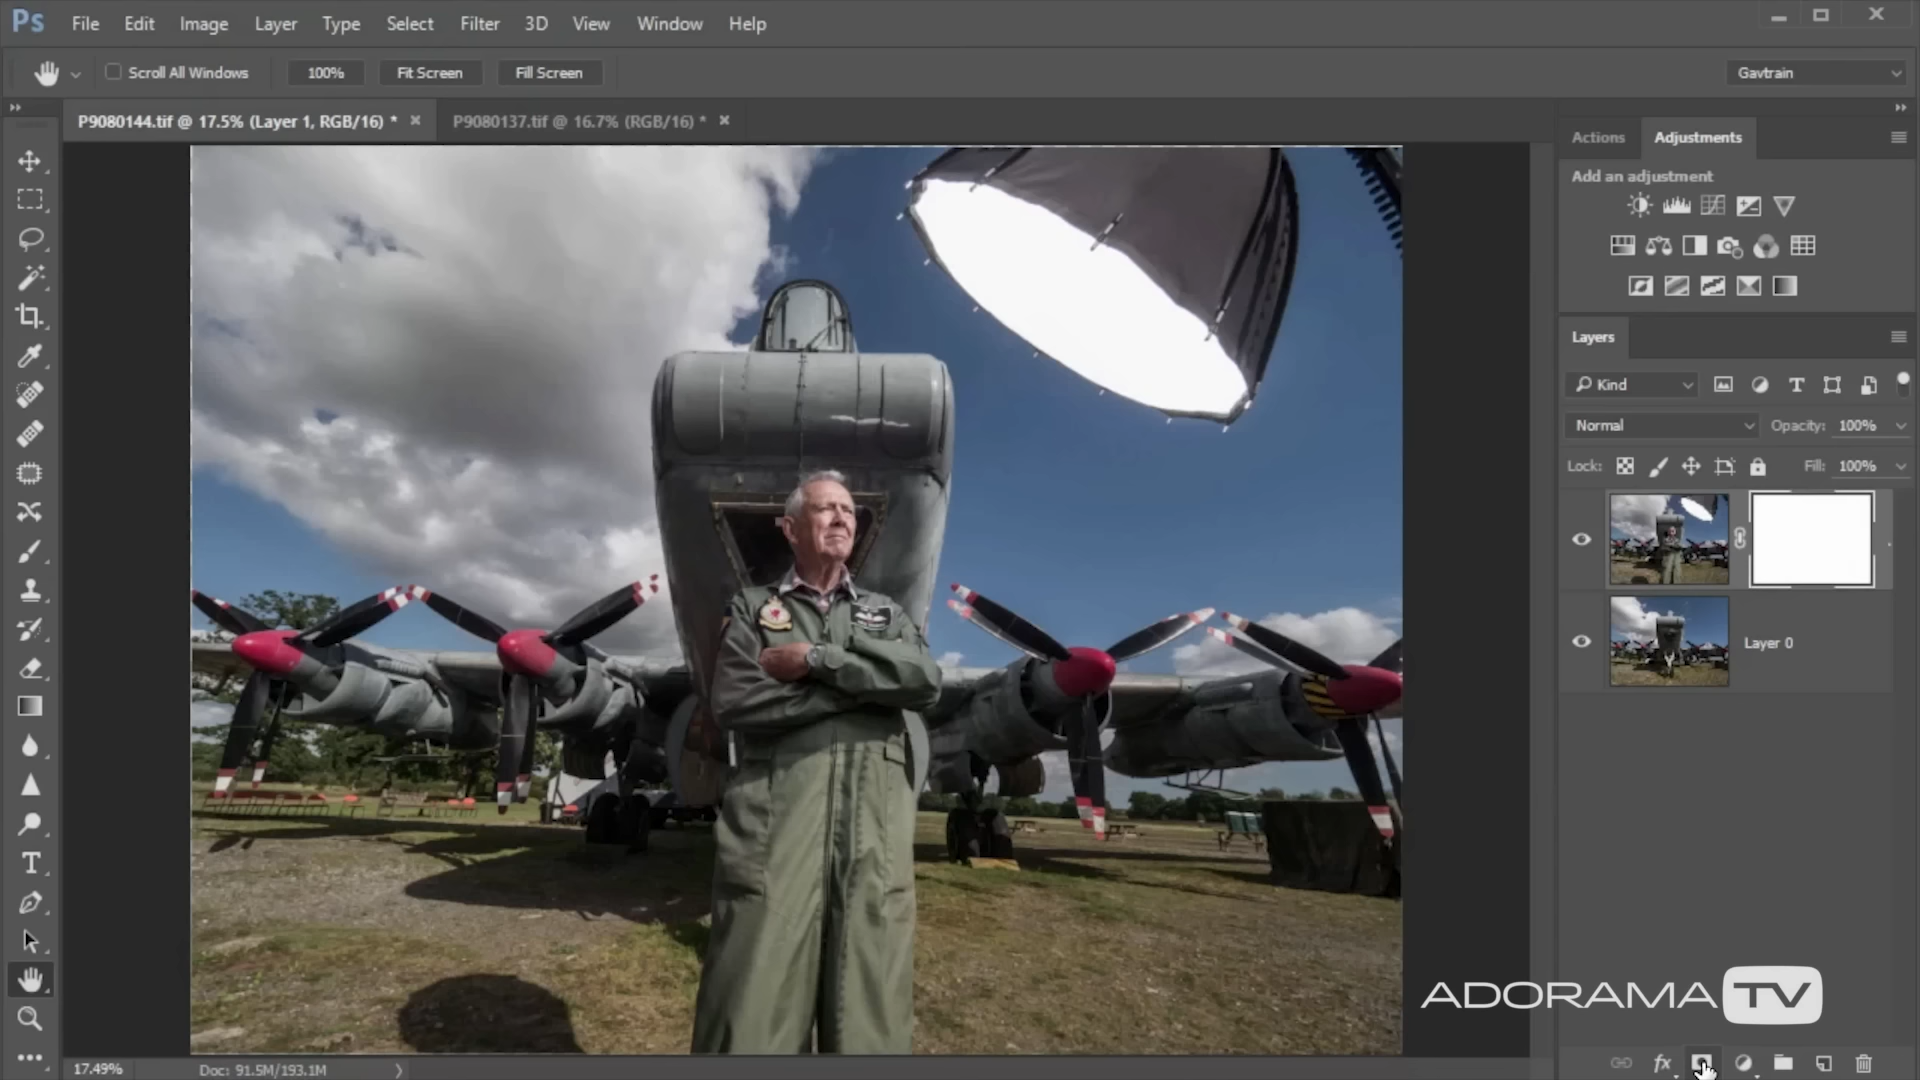 Ps File Edit Image Layer Type Select Filter 3D View Window Help
Scroll All Windows 100% Fit Screen Fill Screen Gavtrain
P9080144.tif @ 17.5% (Layer 1, RGB/16) * P9080137.tif @ 16.7% (RGB/16) *
Actions Adjustments
Add an adjustment
Layers
Kind
Normal Opacity: 100%
Lock: Fill: 100%
Layer 0
ADORAMA TV
17.49% Doc: 91.5M/193.1M
fx